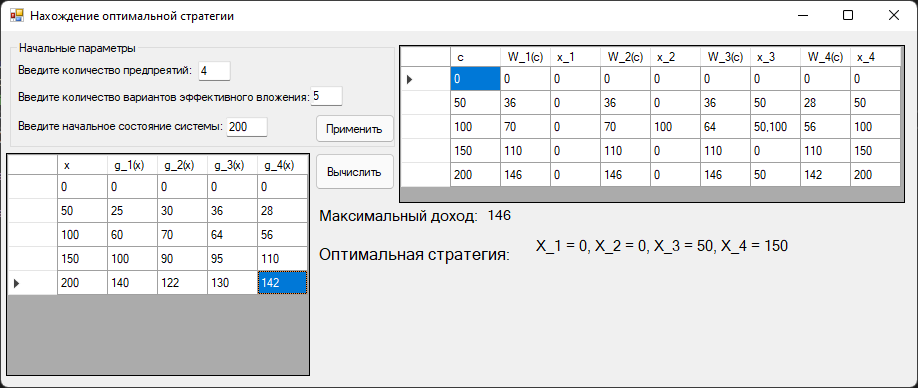 Нахождение оптимальной стратегии
Начальные параметры
Введите количество предпреятий: 4
Введите количество вариантов эффективного вложения: 5
Введите начальное состояние системы: 200
Применить
Вычислить
c W_1(c) x_1 W_2(c) x_2 W_3(c) x_3 W_4(c) x_4
0 0 0 0 0 0 0 0 0
50 36 0 36 0 36 50 28 50
100 70 0 70 100 64 50,100 56 100
150 110 0 110 0 110 0 110 150
200 146 0 146 0 146 50 142 200
x g_1(x) g_2(x) g_3(x) g_4(x)
0 0 0 0 0
50 25 30 36 28
100 60 70 64 56
150 100 90 95 110
200 140 122 130 142
Максимальный доход: 146
Оптимальная стратегия: X_1 = 0, X_2 = 0, X_3 = 50, X_4 = 150